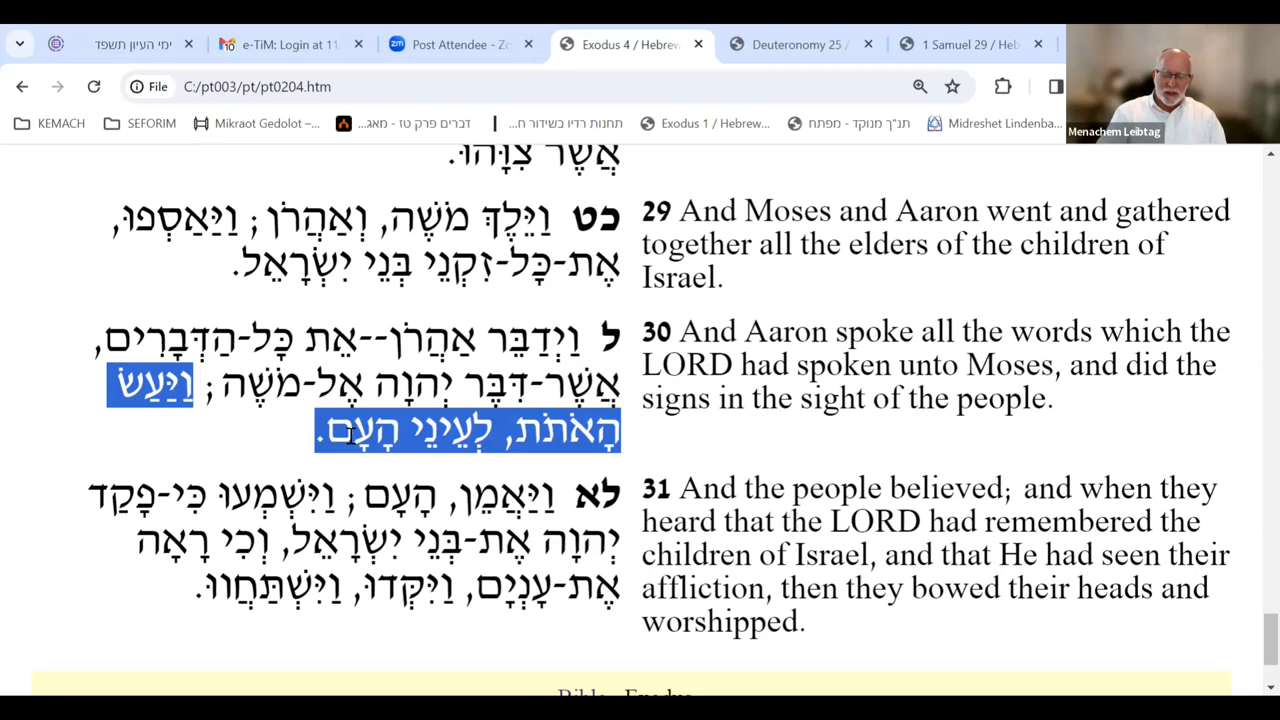 ימי העיון תשפד
e-TiM: Login at 11
Post Attendee - Zo
Exodus 4 / Hebrew
Deuteronomy 25 /
1 Samuel 29 / Heb
File
C:/pt003/pt/pt0204.htm
KEMACH
SEFORIM
Mikraot Gedolot –...
דברים פרק טז - מאג...
תחנות רדיו בשידור ח...
Exodus 1 / Hebrew...
תנ"ך מנוקד - מפתח
Midreshet Lindenba...
Menachem Leibtag
אֲשֶׁר צִוָּהוּ.
כט וַיֵּלֶךְ מֹשֶׁה, וְאַהֲרֹן; וַיַּאַסְפוּ,
אֶת-כָּל-זִקְנֵי בְּנֵי יִשְׂרָאֵל.
29 And Moses and Aaron went and gathered
together all the elders of the children of
Israel.
ל וַיְדַבֵּר אַהֲרֹן--אֵת כָּל-הַדְּבָרִים,
אֲשֶׁר-דִּבֶּר יְהוָה אֶל-מֹשֶׁה; וַיַּעַשׂ
הָאֹתֹת, לְעֵינֵי הָעָם.
30 And Aaron spoke all the words which the
LORD had spoken unto Moses, and did the
signs in the sight of the people.
לא וַיַּאֲמֵן, הָעָם; וַיִּשְׁמְעוּ כִּי-פָקַד
יְהוָה אֶת-בְּנֵי יִשְׂרָאֵל, וְכִי רָאָה
אֶת-עָנְיָם, וַיִּקְּדוּ, וַיִּשְׁתַּחֲווּ.
31 And the people believed; and when they
heard that the LORD had remembered the
children of Israel, and that He had seen their
affliction, then they bowed their heads and
worshipped.